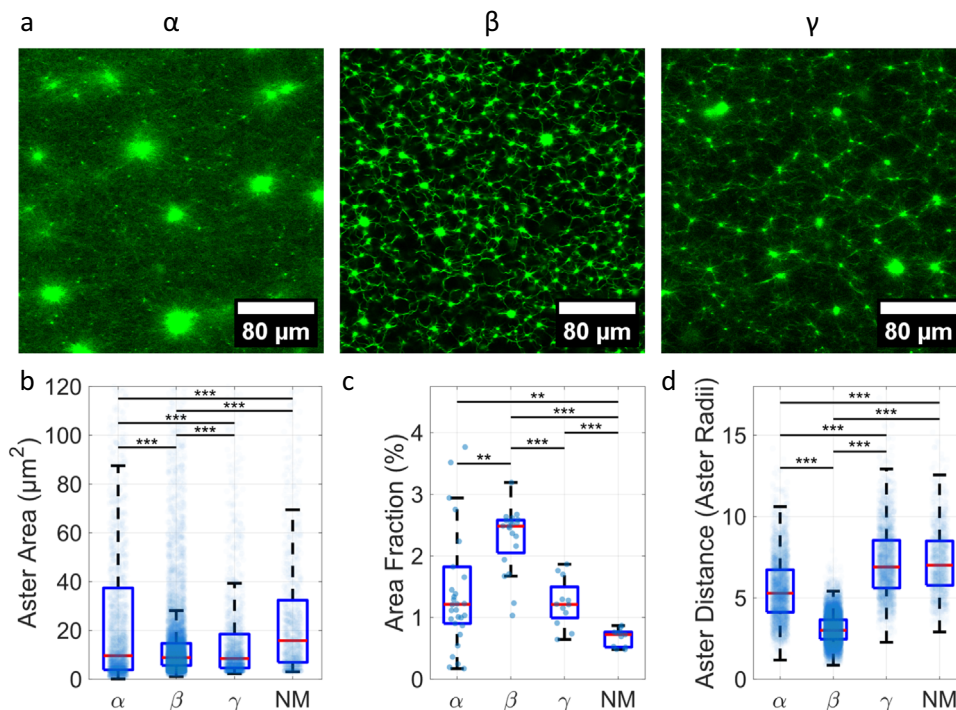 a
α
β
γ
80 µm
80 µm
80 µm
b
Aster Area (µm²)
120
100
80
60
40
20
0
***
***
***
***
***
α
β
γ
NM
c
Area Fraction (%)
4
3
2
1
0
**
***
***
***
**
α
β
γ
NM
d
Aster Distance (Aster Radii)
15
10
5
0
***
***
***
***
***
α
β
γ
NM